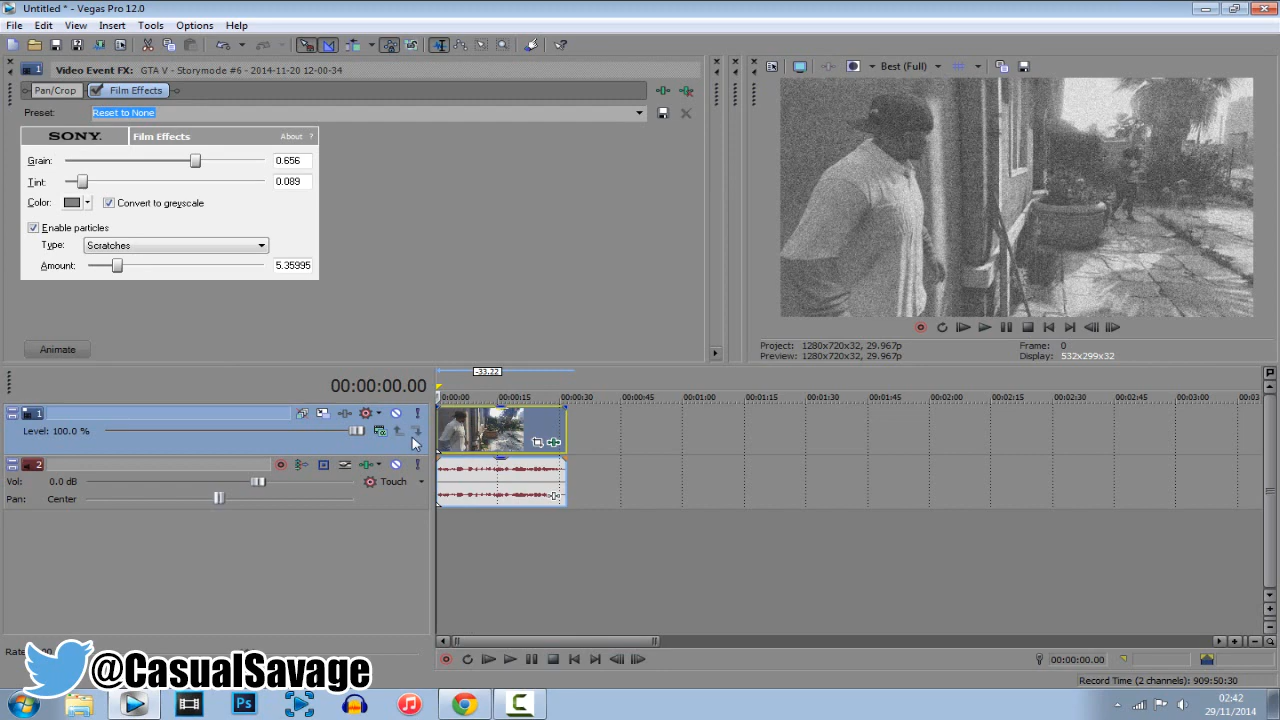 Untitled * - Vegas Pro 12.0
File Edit View Insert Tools Options Help
1 Video Event FX: GTA V - Storymode #6 - 2014-11-20 12-00-34
Pan/Crop Film Effects
Preset: Reset to None
SONY. Film Effects About ?
Grain: 0.656
Tint: 0.089
Color: Convert to greyscale
Enable particles
Type: Scratches
Amount: 5.35995
Animate
Best (Full)
Project: 1280x720x32, 29.967p
Preview: 1280x720x32, 29.967p
Frame: 0
Display: 532x299x32
00:00:00.00
-33.22
0:00:00 00:00:15 00:00:30 00:00:45 00:01:00 00:01:15 00:01:30 00:01:45 00:02:00 00:02:15 00:02:30 00:02:45 00:03:00
1
Level: 100.0 %
2
Vol: 0.0 dB Touch
Pan: Center
@CasualSavage
00:00:00.00
Record Time (2 channels): 909:50:30
Ps
02:42
29/11/2014